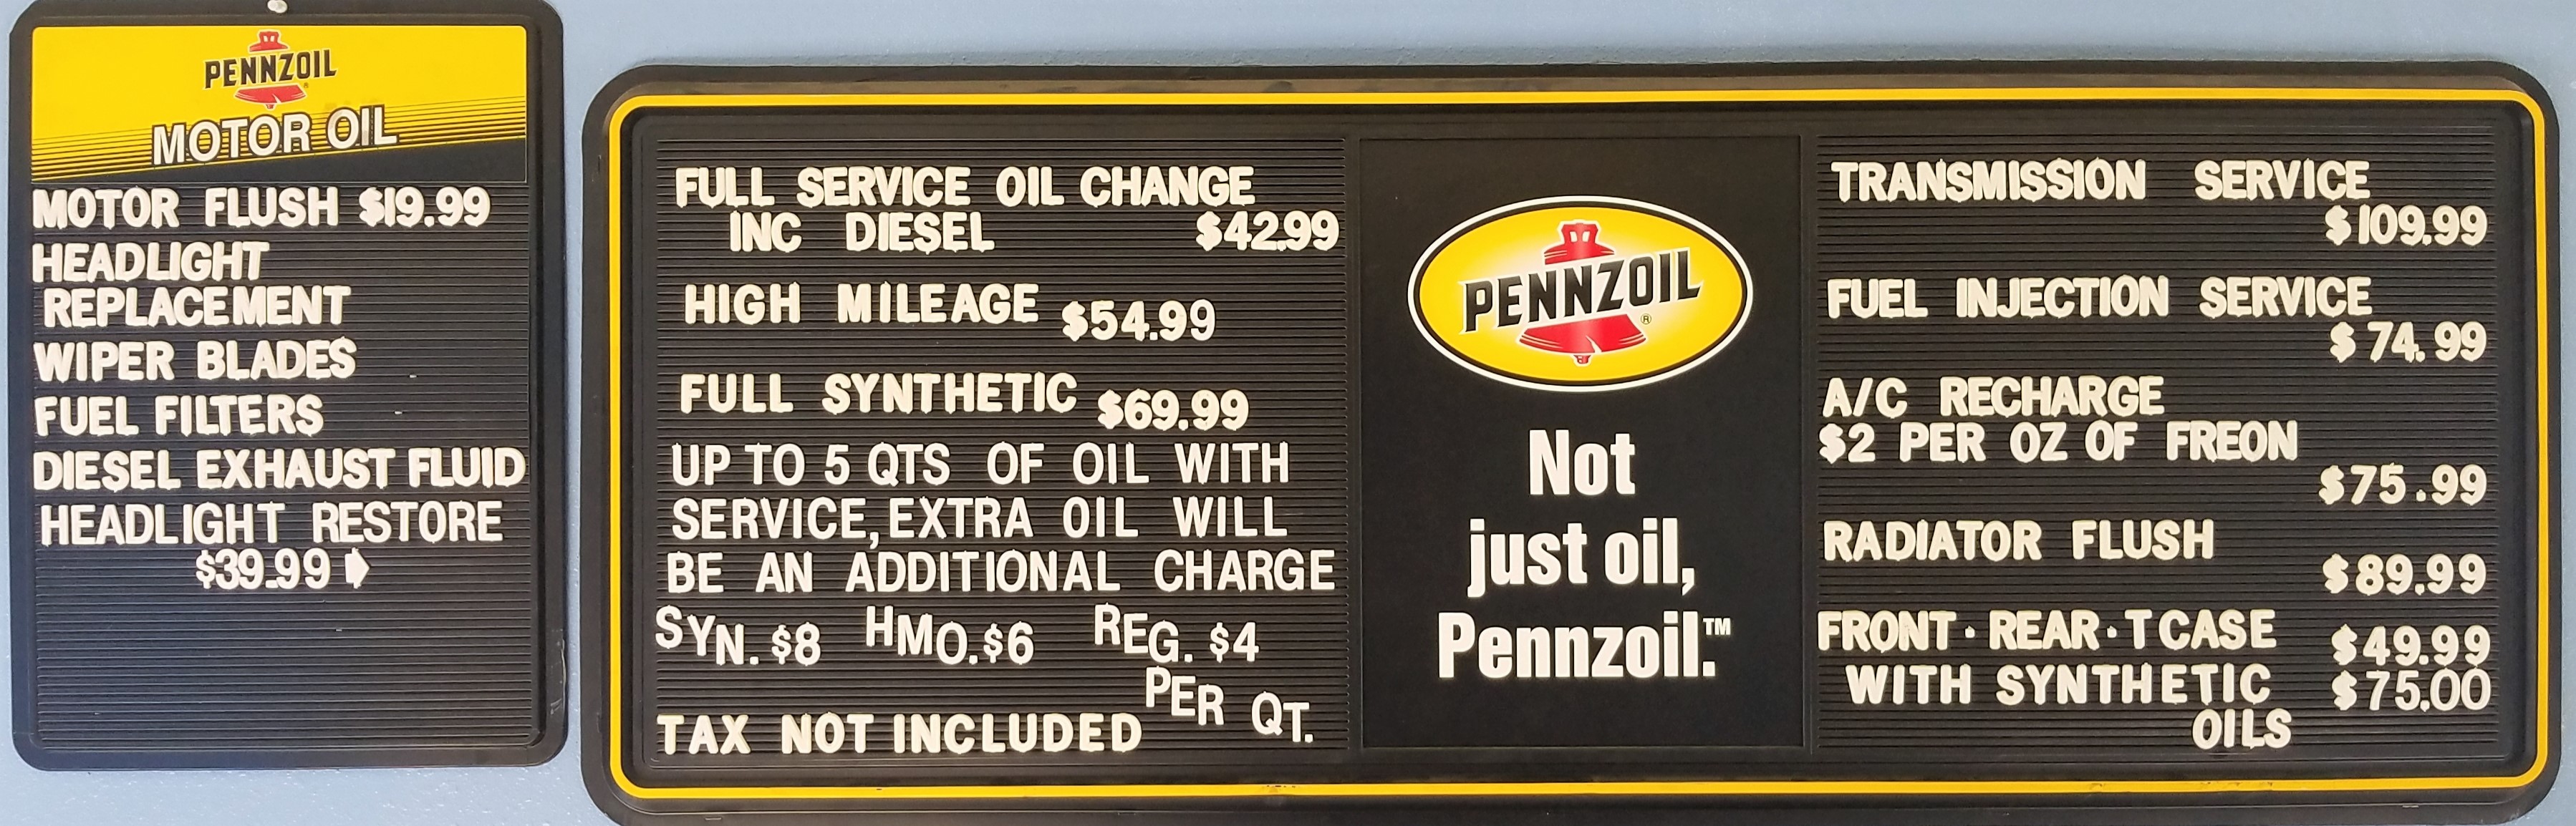 PENNZOIL
MOTOR OIL
MOTOR FLUSH $19.99
HEADLIGHT
REPLACEMENT
WIPER BLADES
FUEL FILTERS
DIESEL EXHAUST FLUID
HEADLIGHT RESTORE
$39.99
FULL SERVICE OIL CHANGE
INC DIESEL $42.99
HIGH MILEAGE $54.99
FULL SYNTHETIC $69.99
UP TO 5 QTS OF OIL WITH
SERVICE, EXTRA OIL WILL
BE AN ADDITIONAL CHARGE
SYN. $8 HMO. $6 REG. $4
PER QT.
TAX NOT INCLUDED
PENNZOIL®
Not
just oil,
Pennzoil.™
TRANSMISSION SERVICE
$109.99
FUEL INJECTION SERVICE
$74.99
A/C RECHARGE
$2 PER OZ OF FREON
$75.99
RADIATOR FLUSH
$89.99
FRONT · REAR · T CASE $49.99
WITH SYNTHETIC $75.00
OILS